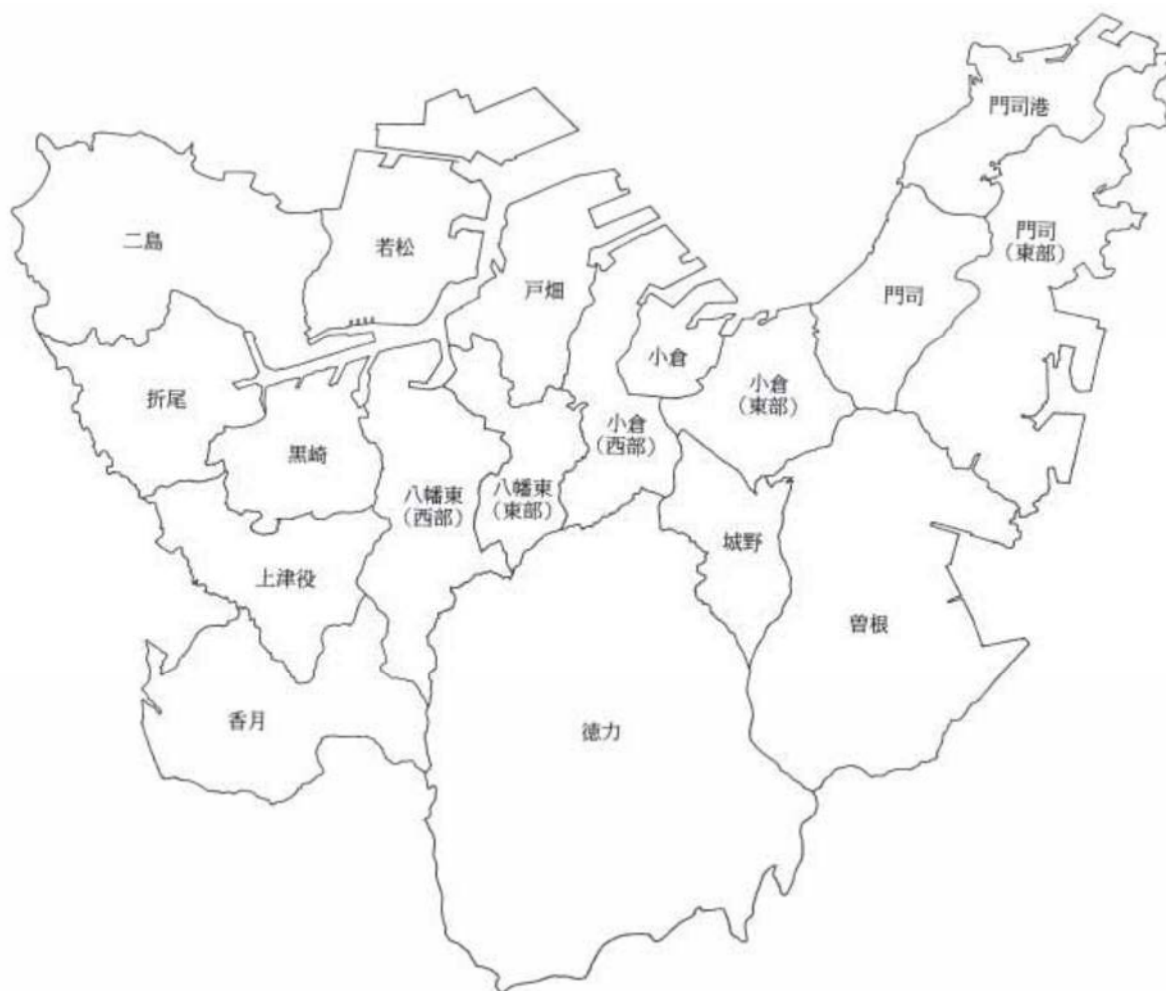 門司港
二島
若松
門司
（東部）
戸畑
門司
小倉
小倉
（東部）
折尾
小倉
（西部）
黒崎
八幡東
（西部）
八幡東
（東部）
城野
上津役
曽根
香月
徳力